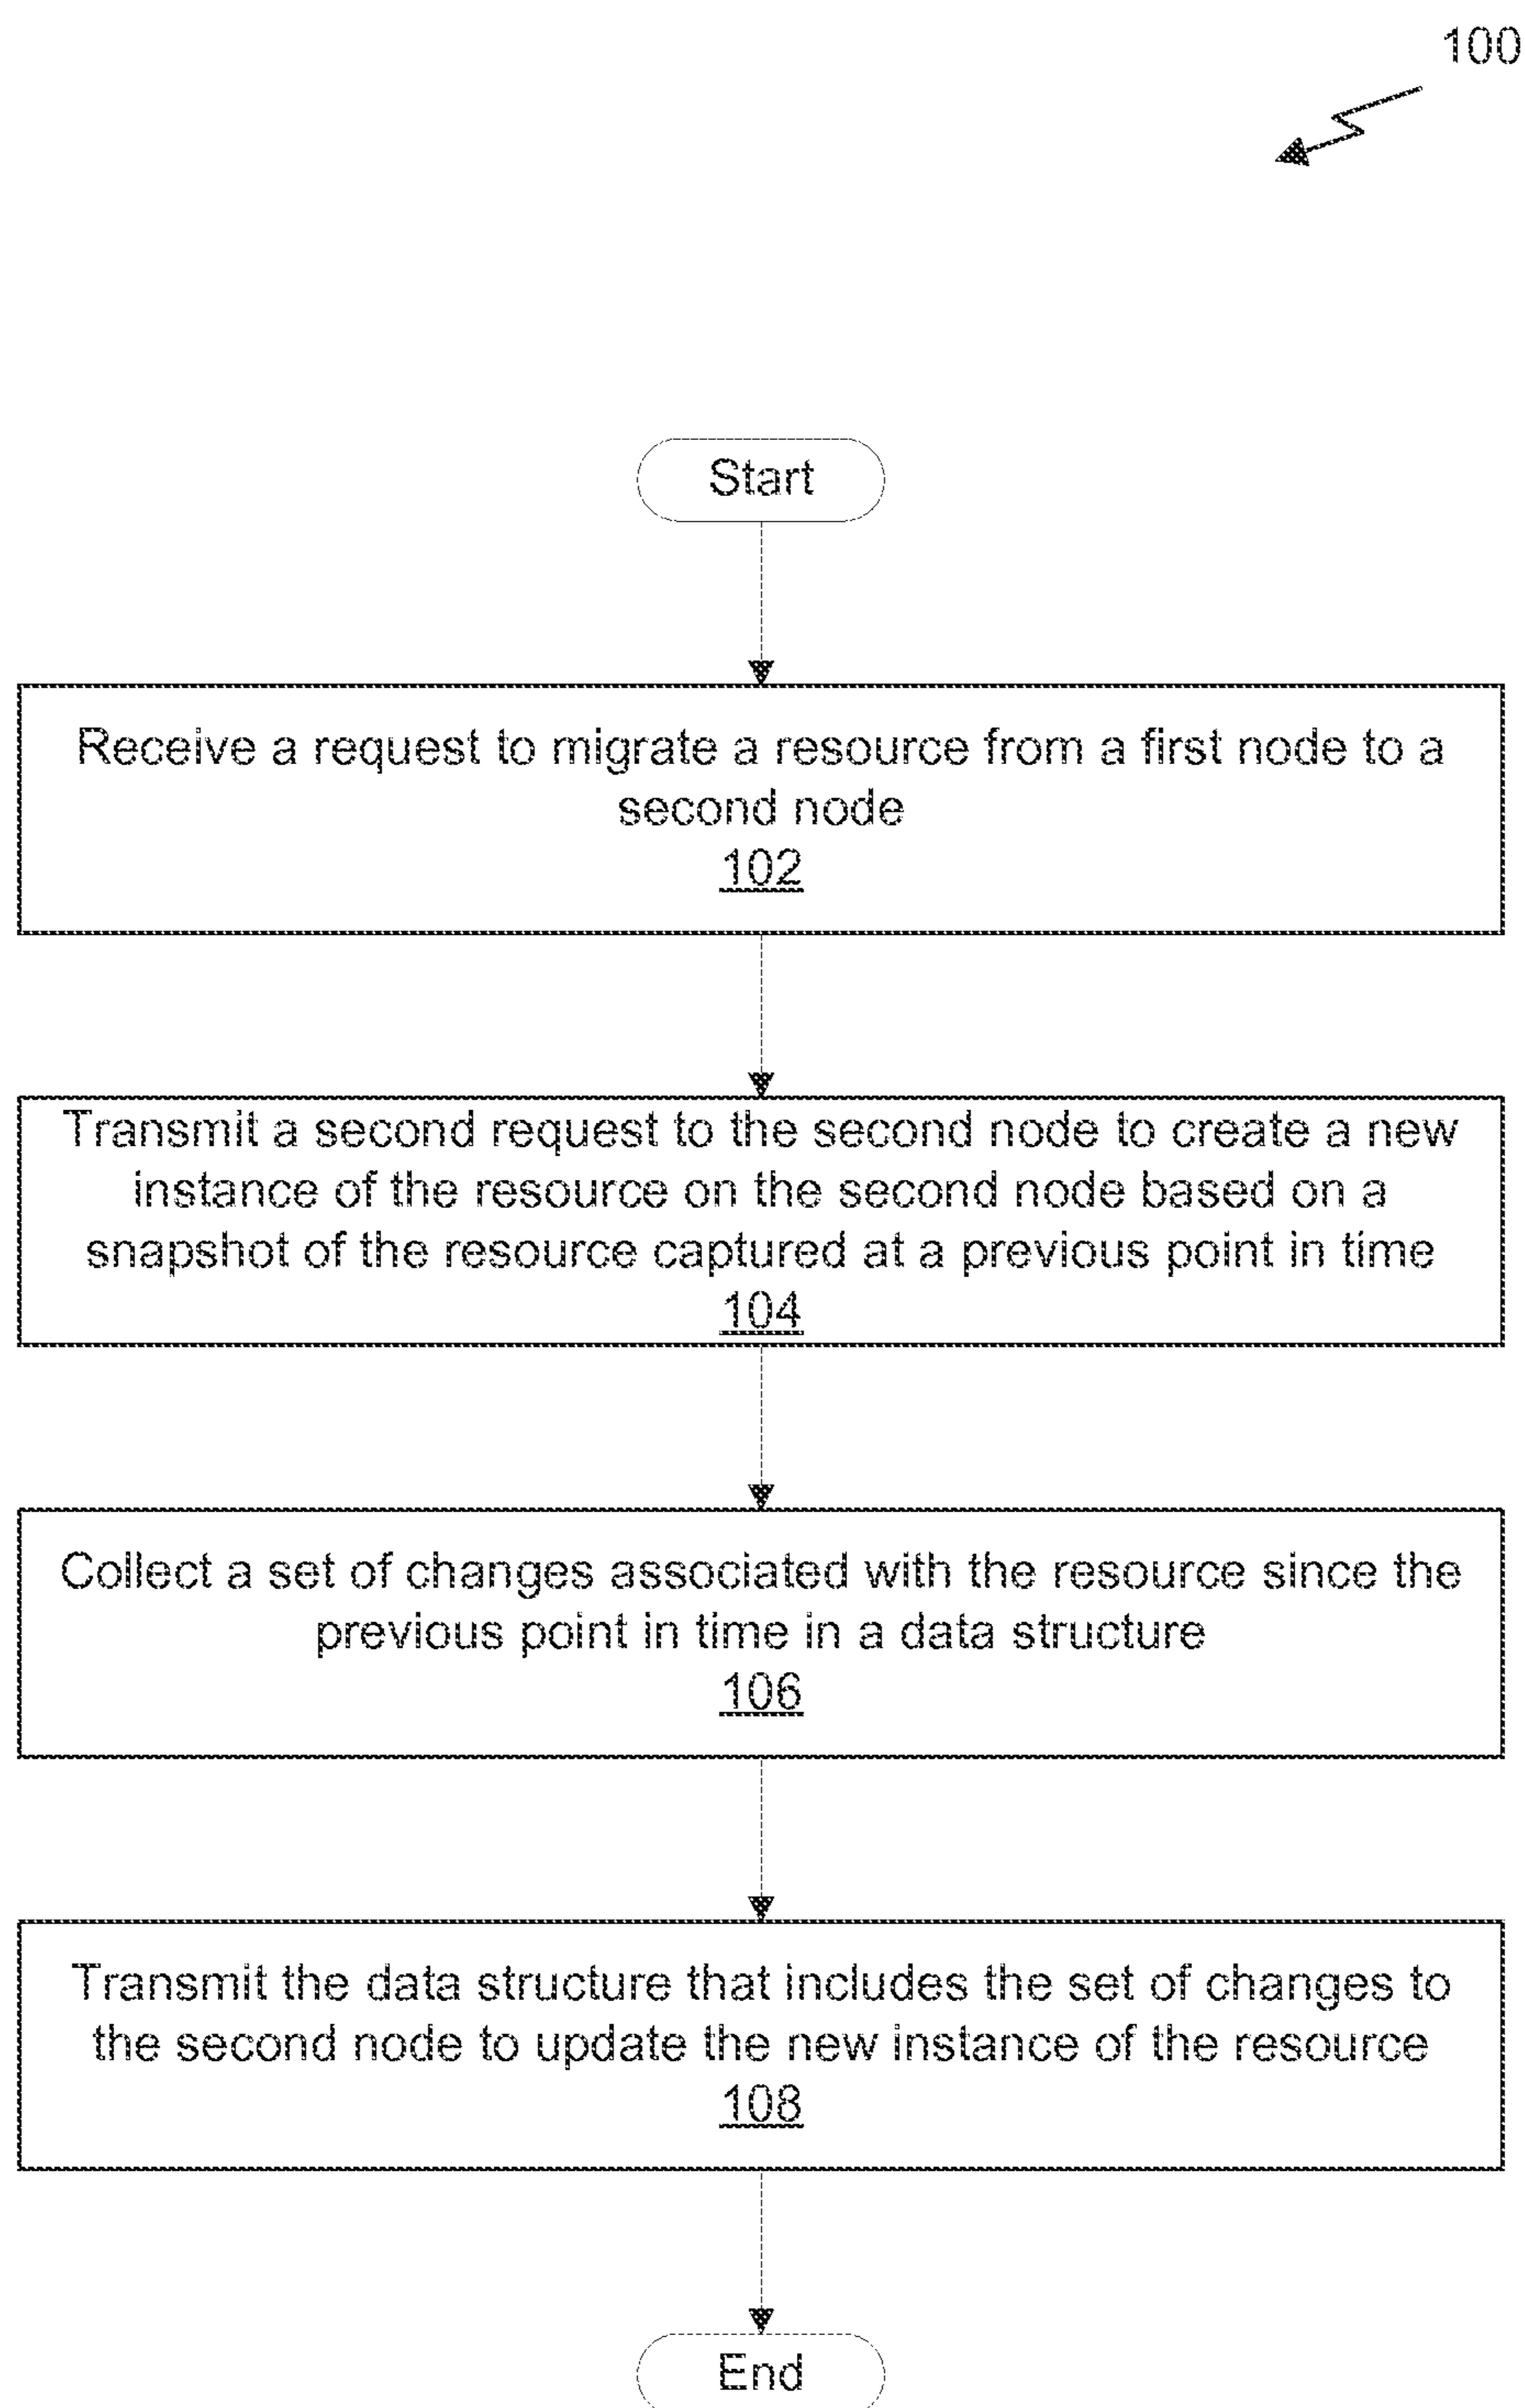 100
Start
Receive a request to migrate a resource from a first node to a
second node
102
Transmit a second request to the second node to create a new
instance of the resource on the second node based on a
snapshot of the resource captured at a previous point in time
104
Collect a set of changes associated with the resource since the
previous point in time in a data structure
106
Transmit the data structure that includes the set of changes to
the second node to update the new instance of the resource
108
End